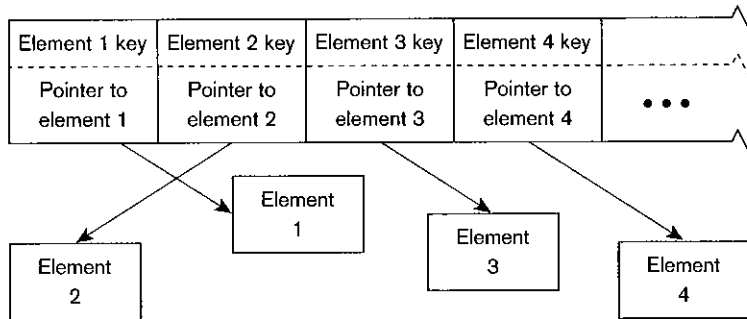 Element 1 key Element 2 key Element 3 key Element 4 key
Pointer to Pointer to Pointer to Pointer to
element 1 element 2 element 3 element 4
Element
1
Element
2
Element
3
Element
4